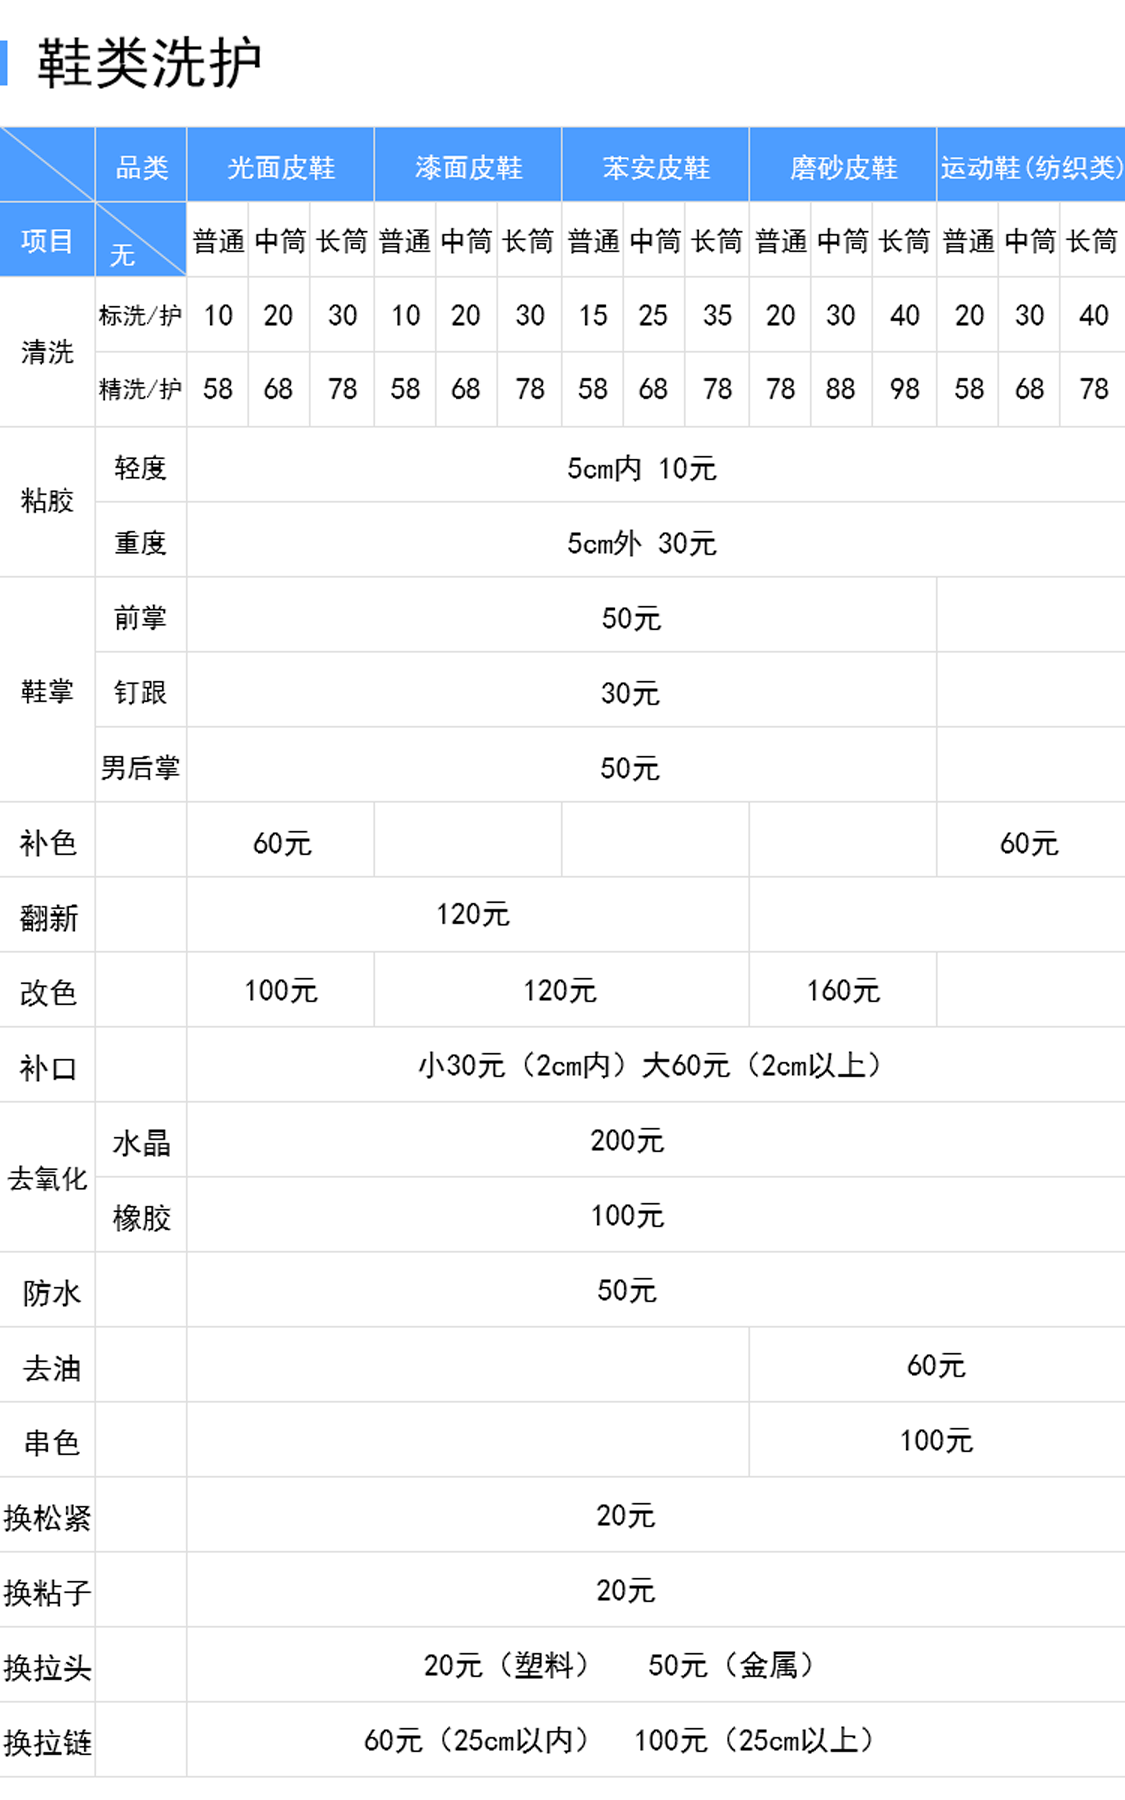 鞋类洗护
品类 光面皮鞋 漆面皮鞋 苯安皮鞋 磨砂皮鞋 运动鞋(纺织类)
项目 无 普通 中筒 长筒 普通 中筒 长筒 普通 中筒 长筒 普通 中筒 长筒 普通 中筒 长筒
清洗 标洗/护 10 20 30 10 20 30 15 25 35 20 30 40 20 30 40
精洗/护 58 68 78 58 68 78 58 68 78 78 88 98 58 68 78
粘胶 轻度 5cm内 10元
重度 5cm外 30元
鞋掌 前掌 50元
钉跟 30元
男后掌 50元
补色 60元 60元
翻新 120元
改色 100元 120元 160元
补口 小30元（2cm内）大60元（2cm以上）
去氧化 水晶 200元
橡胶 100元
防水 50元
去油 60元
串色 100元
换松紧 20元
换粘子 20元
换拉头 20元（塑料） 50元（金属）
换拉链 60元（25cm以内） 100元（25cm以上）